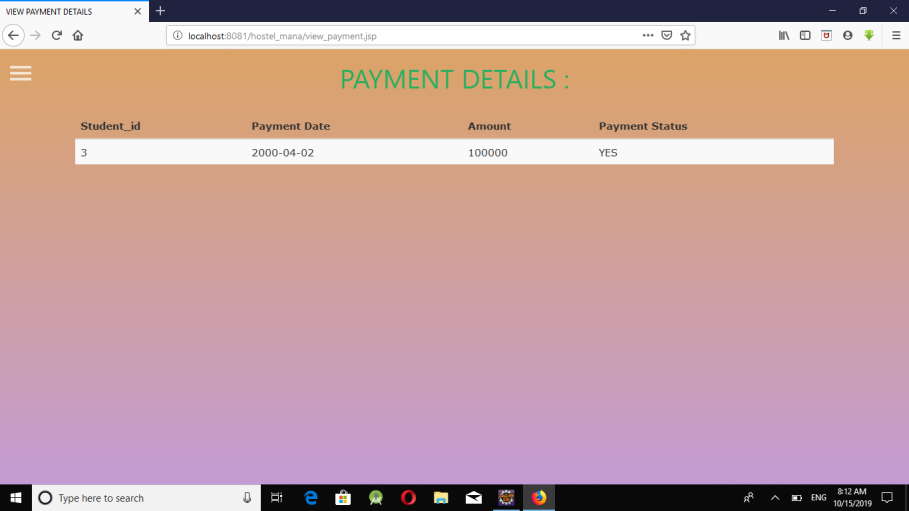 VIEW PAYMENT DETAILS
localhost:8081/hostel_mana/view_payment.jsp
PAYMENT DETAILS :
Student_id Payment Date Amount Payment Status
3 2000-04-02 100000 YES
Type here to search
ENG
8:12 AM
10/15/2019